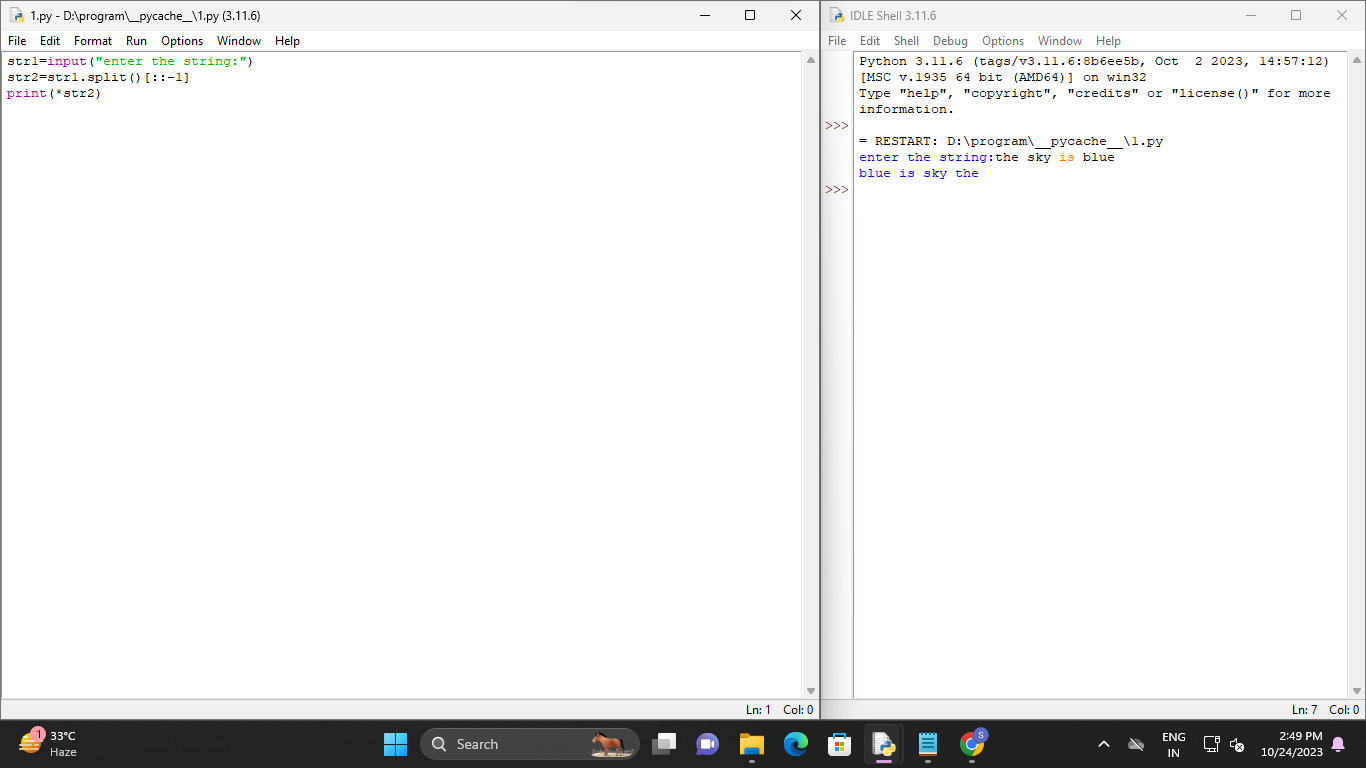 1.py - D:\program\__pycache__\1.py (3.11.6)
File Edit Format Run Options Window Help
str1=input("enter the string:")
str2=str1.split()[::-1]
print(*str2)
Ln: 1 Col: 0
IDLE Shell 3.11.6
File Edit Shell Debug Options Window Help
Python 3.11.6 (tags/v3.11.6:8b6ee5b, Oct  2 2023, 14:57:12)
[MSC v.1935 64 bit (AMD64)] on win32
Type "help", "copyright", "credits" or "license()" for more
information.
>>>
= RESTART: D:\program\__pycache__\1.py
enter the string:the sky is blue
blue is sky the
>>>
Ln: 7 Col: 0
1
33°C
Haze
Search
S
ENG
IN
2:49 PM
10/24/2023